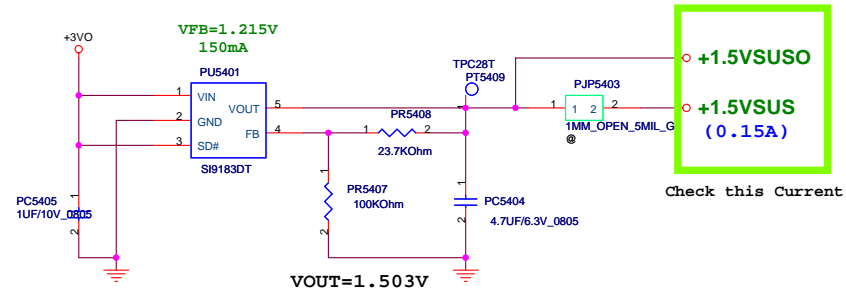 VFB=1.215V
150mA
+3VO
PU5401
1 VIN
VOUT 5
2 GND
FB 4
3 SD#
SI9183DT
TPC28T
PT5409
1
PJP5403
1 1 2 2
1MM_OPEN_5MIL_G
@
+1.5VSUSO
+1.5VSUS
(0.15A)
Check this Current
PR5408
1 2
23.7KOhm
1
PR5407
100KOhm
2
1
PC5404
2
4.7UF/6.3V_0805
1
PC5405
1UF/10V_0805
2
VOUT=1.503V